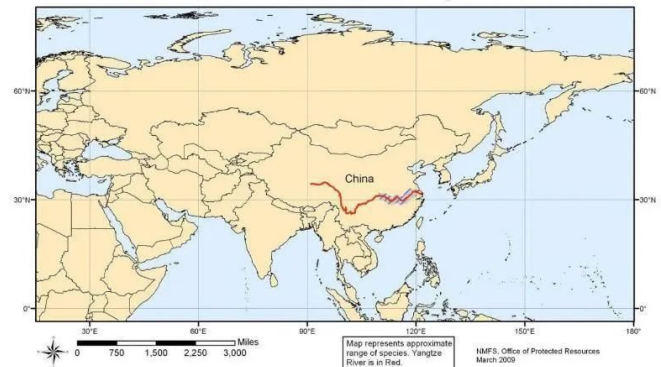 60°N
60°N
China
30°N
30°N
0°
0°
30°E
60°E
90°E
120°E
150°E
180°
Miles
0 750 1,500 2,250 3,000
Map represents approximate
range of species. Yangtze
River is in Red.
NMFS, Office of Protected Resources
March 2009